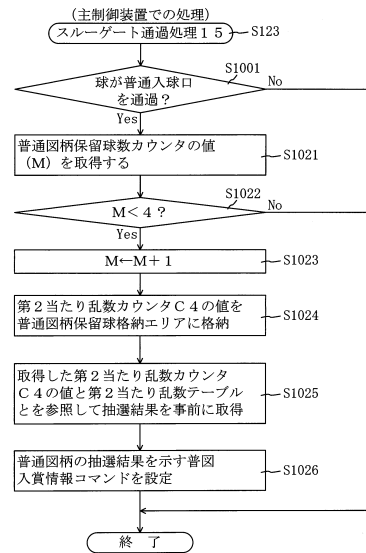 (主制御装置での処理)
スルーゲート通過処理15
S123
球が普通入球口
を通過?
S1001
No
Yes
普通図柄保留球数カウンタの値
(M)を取得する
S1021
M<4?
S1022
No
Yes
M←M+1
S1023
第2当たり乱数カウンタC4の値を
普通図柄保留球格納エリアに格納
S1024
取得した第2当たり乱数カウンタ
C4の値と第2当たり乱数テーブル
とを参照して抽選結果を事前に取得
S1025
普通図柄の抽選結果を示す普図
入賞情報コマンドを設定
S1026
終 了